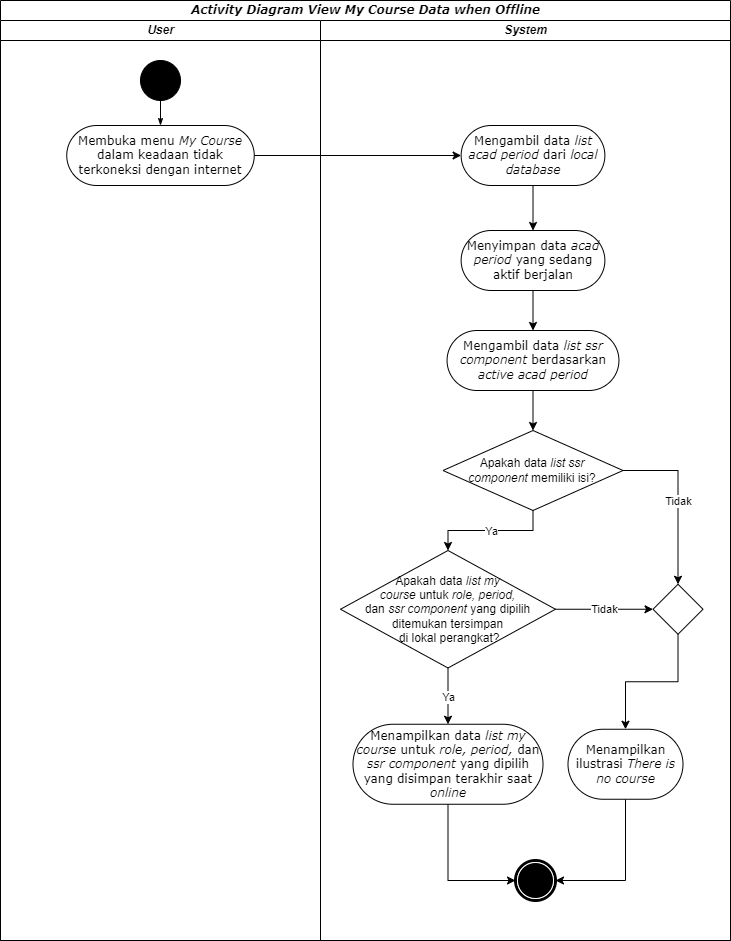 Activity Diagram View My Course Data when Offline
User
System
Membuka menu My Course
dalam keadaan tidak
terkoneksi dengan internet
Mengambil data list
acad period dari local
database
Menyimpan data acad
period yang sedang
aktif berjalan
Mengambil data list ssr
component berdasarkan
active acad period
Apakah data list ssr
component memiliki isi?
Tidak
Ya
Apakah data list my
course untuk role, period,
dan ssr component yang dipilih
ditemukan tersimpan
di lokal perangkat?
Tidak
Ya
Menampilkan data list my
course untuk role, period, dan
ssr component yang dipilih
yang disimpan terakhir saat
online
Menampilkan
ilustrasi There is
no course